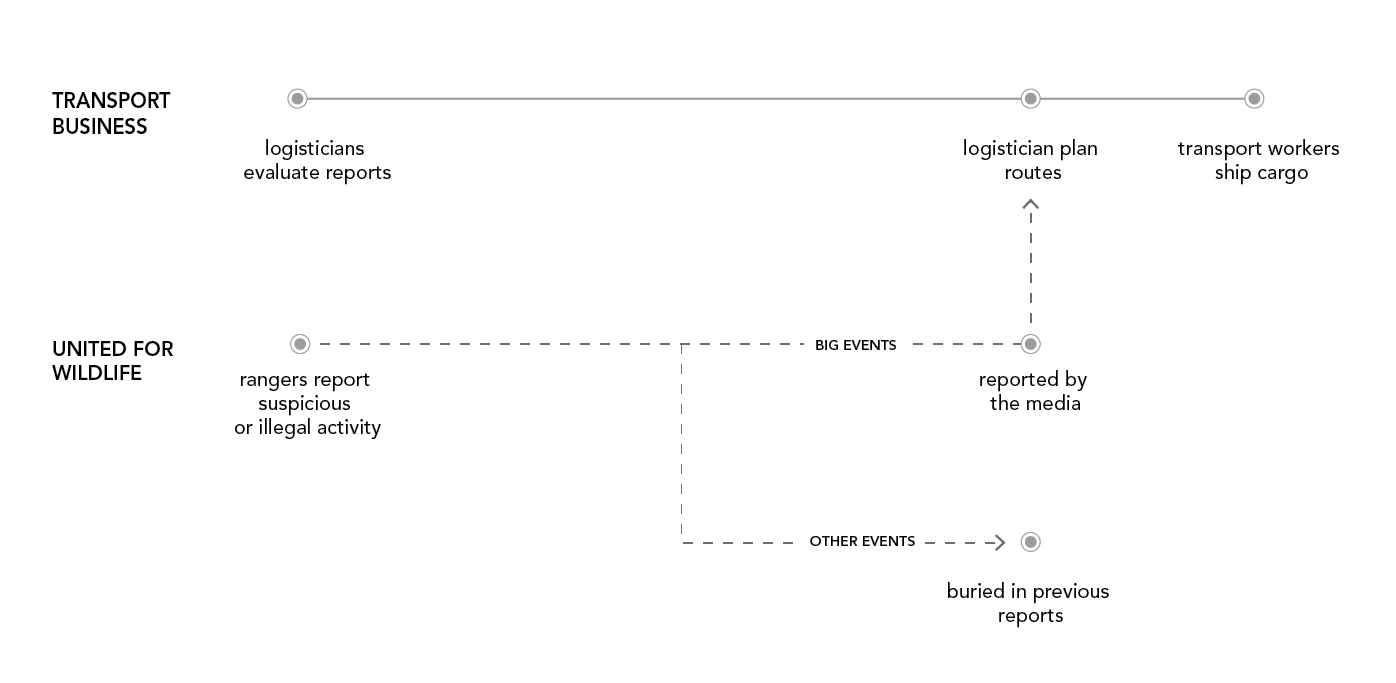 TRANSPORT
BUSINESS
logisticians
evaluate reports
logistician plan
routes
transport workers
ship cargo
UNITED FOR
WILDLIFE
rangers report
suspicious
or illegal activity
BIG EVENTS
reported by
the media
OTHER EVENTS
buried in previous
reports